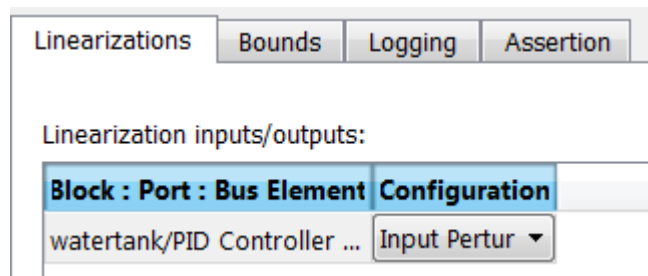 Linearizations Bounds Logging Assertion
Linearization inputs/outputs:
Block : Port : Bus Element Configuration
watertank/PID Controller ... Input Pertur